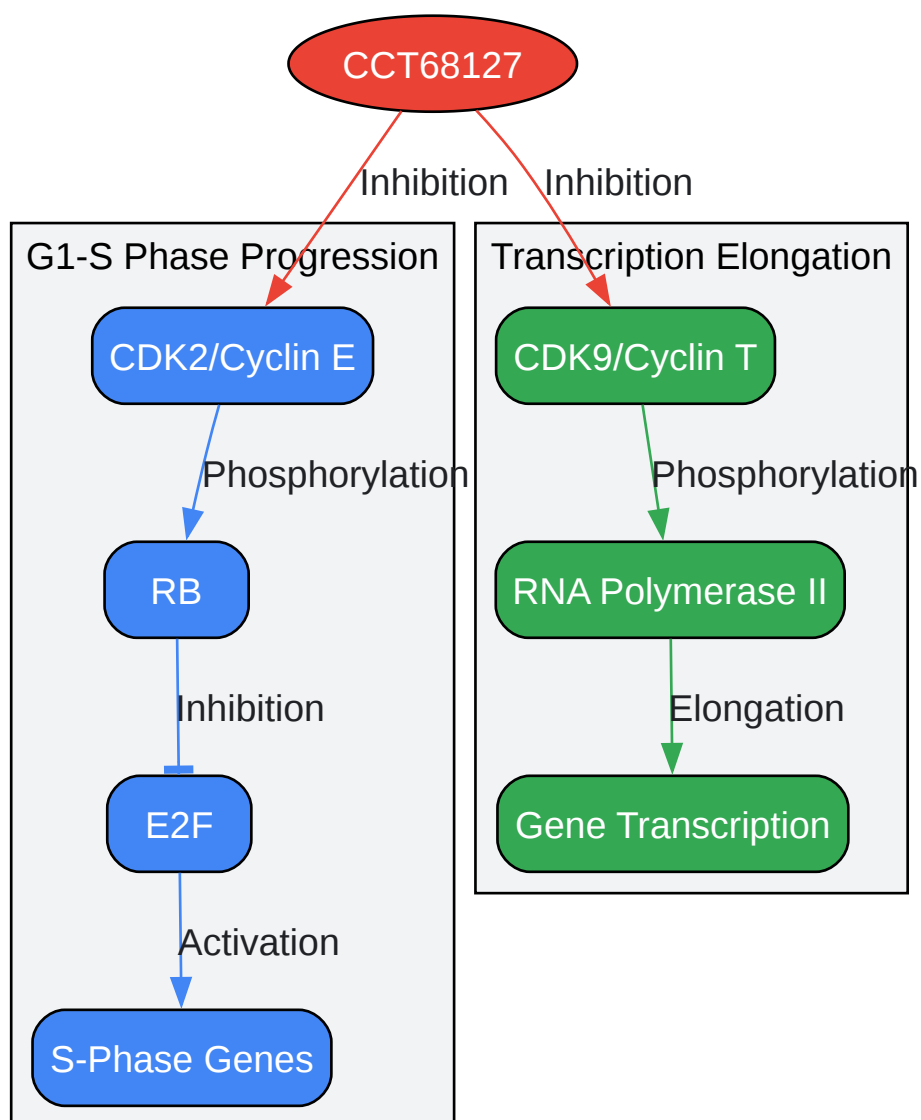 CCT68127
Inhibition
Inhibition
G1-S Phase Progression
Transcription Elongation
CDK2/Cyclin E
CDK9/Cyclin T
Phosphorylation
Phosphorylation
RB
RNA Polymerase II
Inhibition
Elongation
E2F
Gene Transcription
Activation
S-Phase Genes